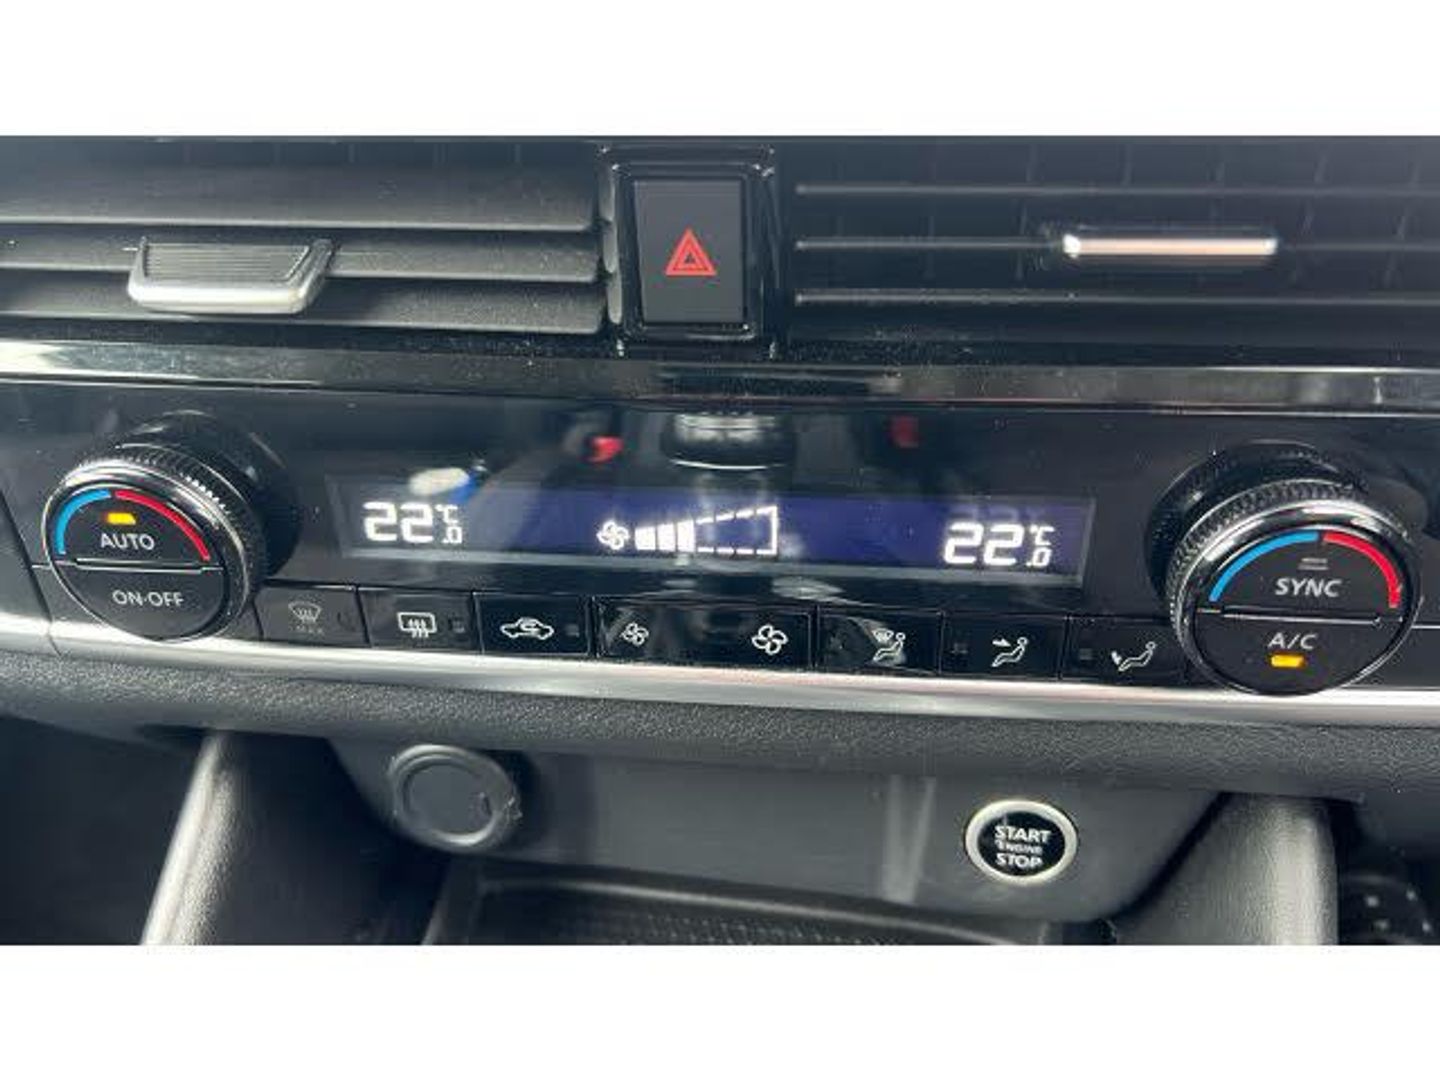 22.0°C
22.0°C
AUTO
ON·OFF
MAX
SYNC
A/C
START
ENGINE
STOP